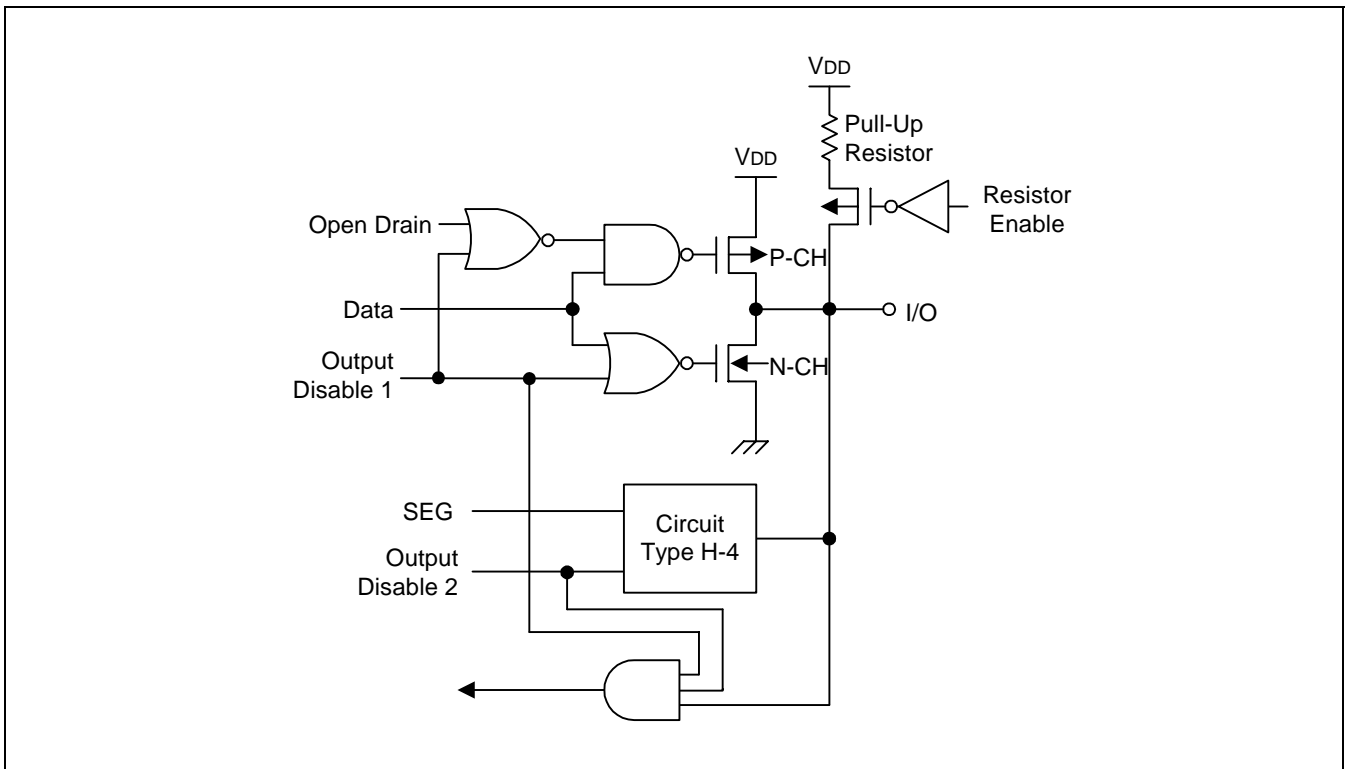 VDD
Pull-Up
Resistor
VDD
Resistor
Enable
Open Drain
P-CH
Data
I/O
Output
Disable 1
N-CH
SEG
Circuit
Type H-4
Output
Disable 2